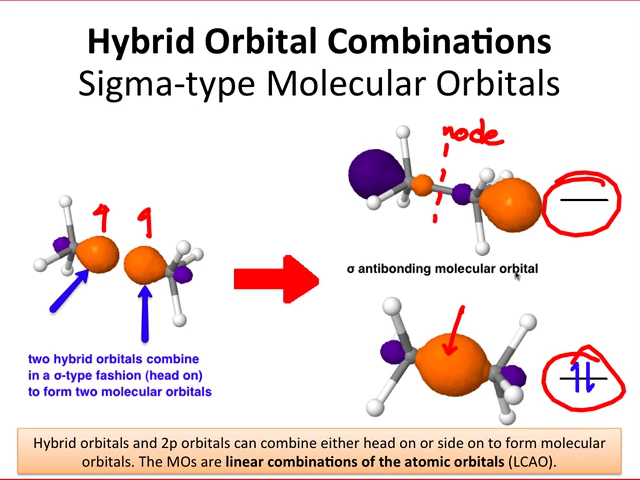 Hybrid Orbital Combinations
Sigma-type Molecular Orbitals
node
σ antibonding molecular orbital
two hybrid orbitals combine
in a σ-type fashion (head on)
to form two molecular orbitals
Hybrid orbitals and 2p orbitals can combine either head on or side on to form molecular
orbitals. The MOs are linear combinations of the atomic orbitals (LCAO).